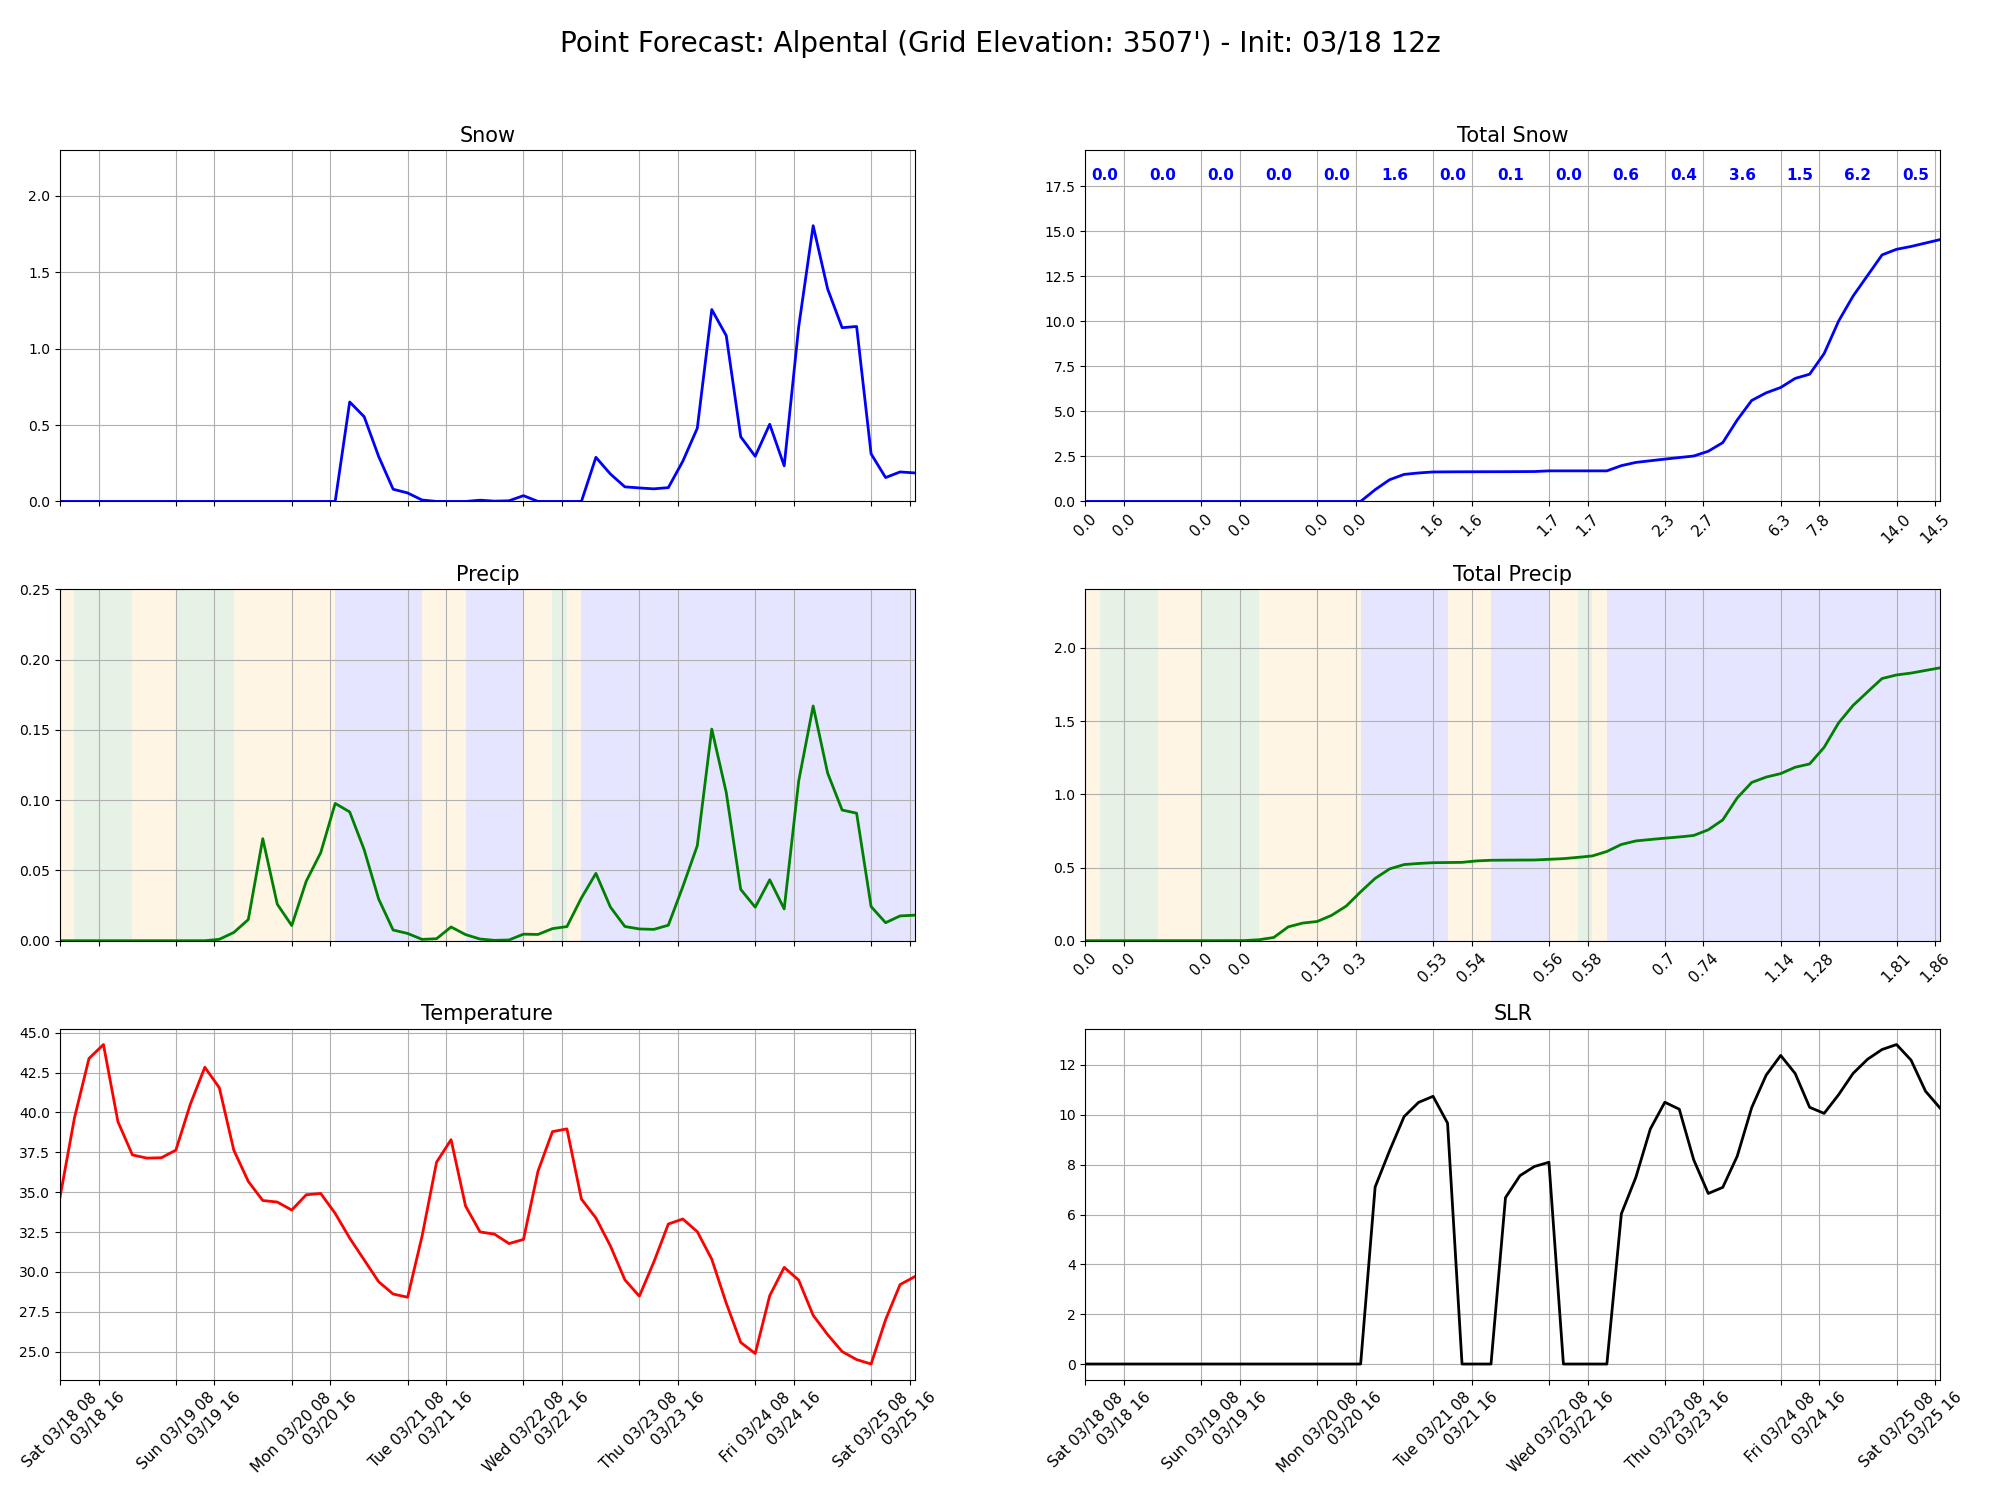 Point Forecast: Alpental (Grid Elevation: 3507') - Init: 03/18 12z
Snow
2.0
1.5
1.0
0.5
0.0
Total Snow
0.0 0.0 0.0 0.0 0.0 1.6 0.0 0.1 0.0 0.6 0.4 3.6 1.5 6.2 0.5
17.5
15.0
12.5
10.0
7.5
5.0
2.5
0.0
0.0 0.0 0.0 0.0 0.0 0.0 1.6 1.6 1.7 1.7 2.3 2.7 6.3 7.8 14.0 14.5
Precip
0.25
0.20
0.15
0.10
0.05
0.00
Total Precip
2.0
1.5
1.0
0.5
0.0
0.0 0.0 0.0 0.0 0.13 0.3 0.53 0.54 0.56 0.58 0.7 0.74 1.14 1.28 1.81 1.86
Temperature
45.0
42.5
40.0
37.5
35.0
32.5
30.0
27.5
25.0
Sat 03/18 08
03/18 16
Sun 03/19 08
03/19 16
Mon 03/20 08
03/20 16
Tue 03/21 08
03/21 16
Wed 03/22 08
03/22 16
Thu 03/23 08
03/23 16
Fri 03/24 08
03/24 16
Sat 03/25 08
03/25 16
SLR
12
10
8
6
4
2
0
Sat 03/18 08
03/18 16
Sun 03/19 08
03/19 16
Mon 03/20 08
03/20 16
Tue 03/21 08
03/21 16
Wed 03/22 08
03/22 16
Thu 03/23 08
03/23 16
Fri 03/24 08
03/24 16
Sat 03/25 08
03/25 16